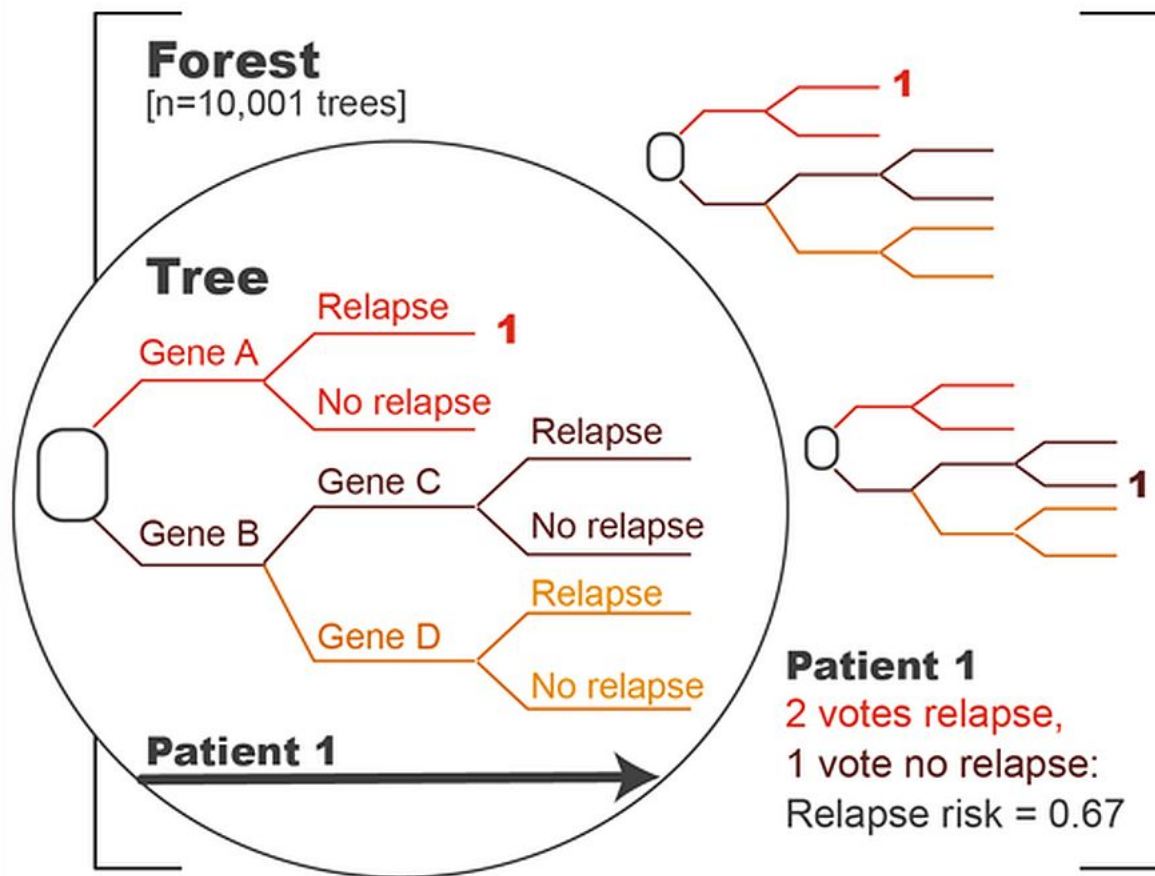 Forest
[n=10,001 trees]
1
Tree
Relapse
1
Gene A
No relapse
Relapse
Gene C
No relapse
Gene B
Relapse
Gene D
No relapse
1
Patient 1
Patient 1
2 votes relapse,
1 vote no relapse:
Relapse risk = 0.67